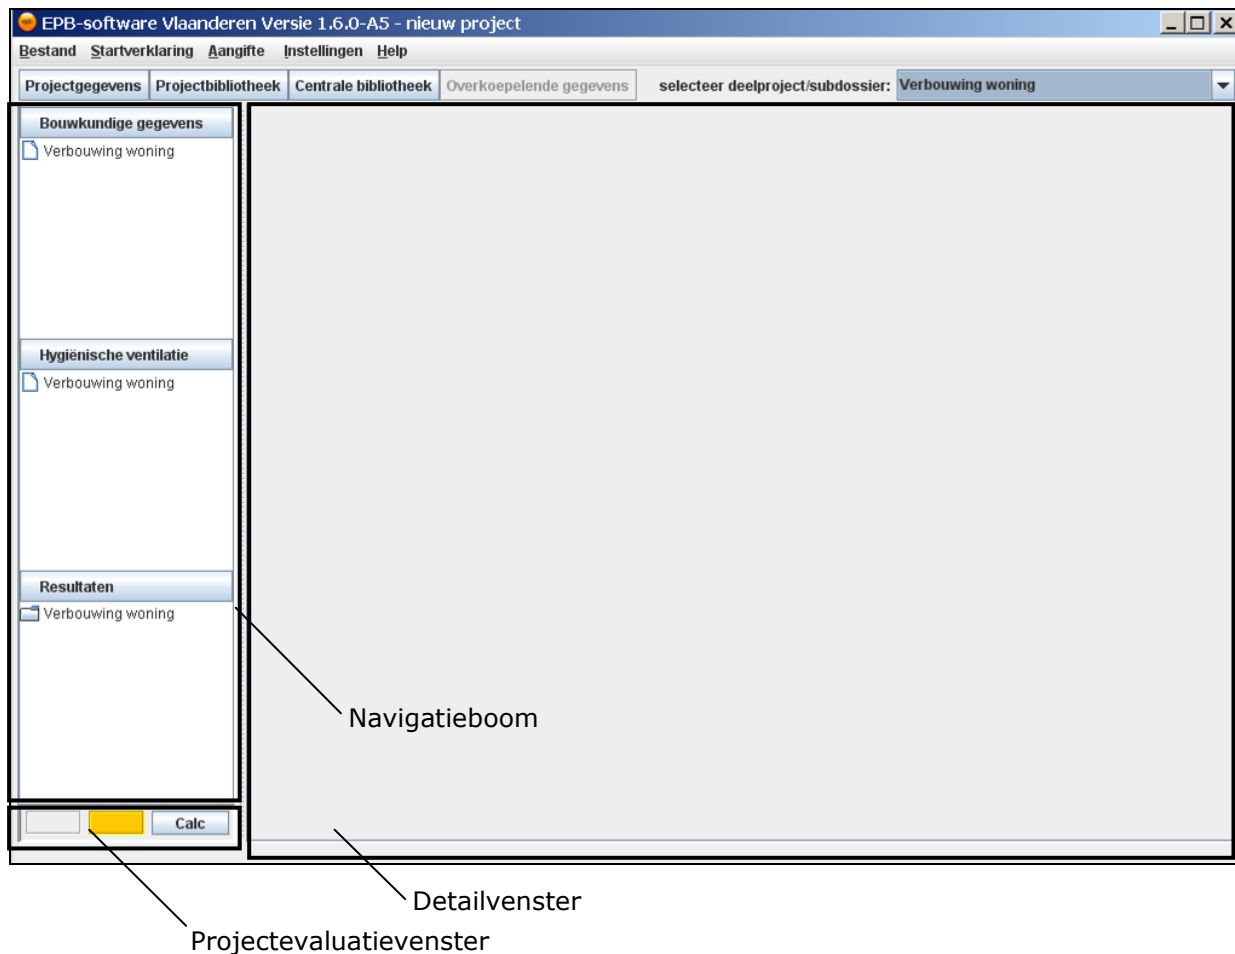 EPB-software Vlaanderen Versie 1.6.0-A5 - nieuw project
Bestand Startverklaring Aangifte Instellingen Help
Projectgegevens Projectbibliotheek Centrale bibliotheek Overkoepelende gegevens selecteer deelproject/subdossier: Verbouwing woning
Bouwkundige gegevens
Verbouwing woning
Hygiënische ventilatie
Verbouwing woning
Resultaten
Verbouwing woning
Navigatieboom
Calc
Detailvenster
Projectevaluatievenster